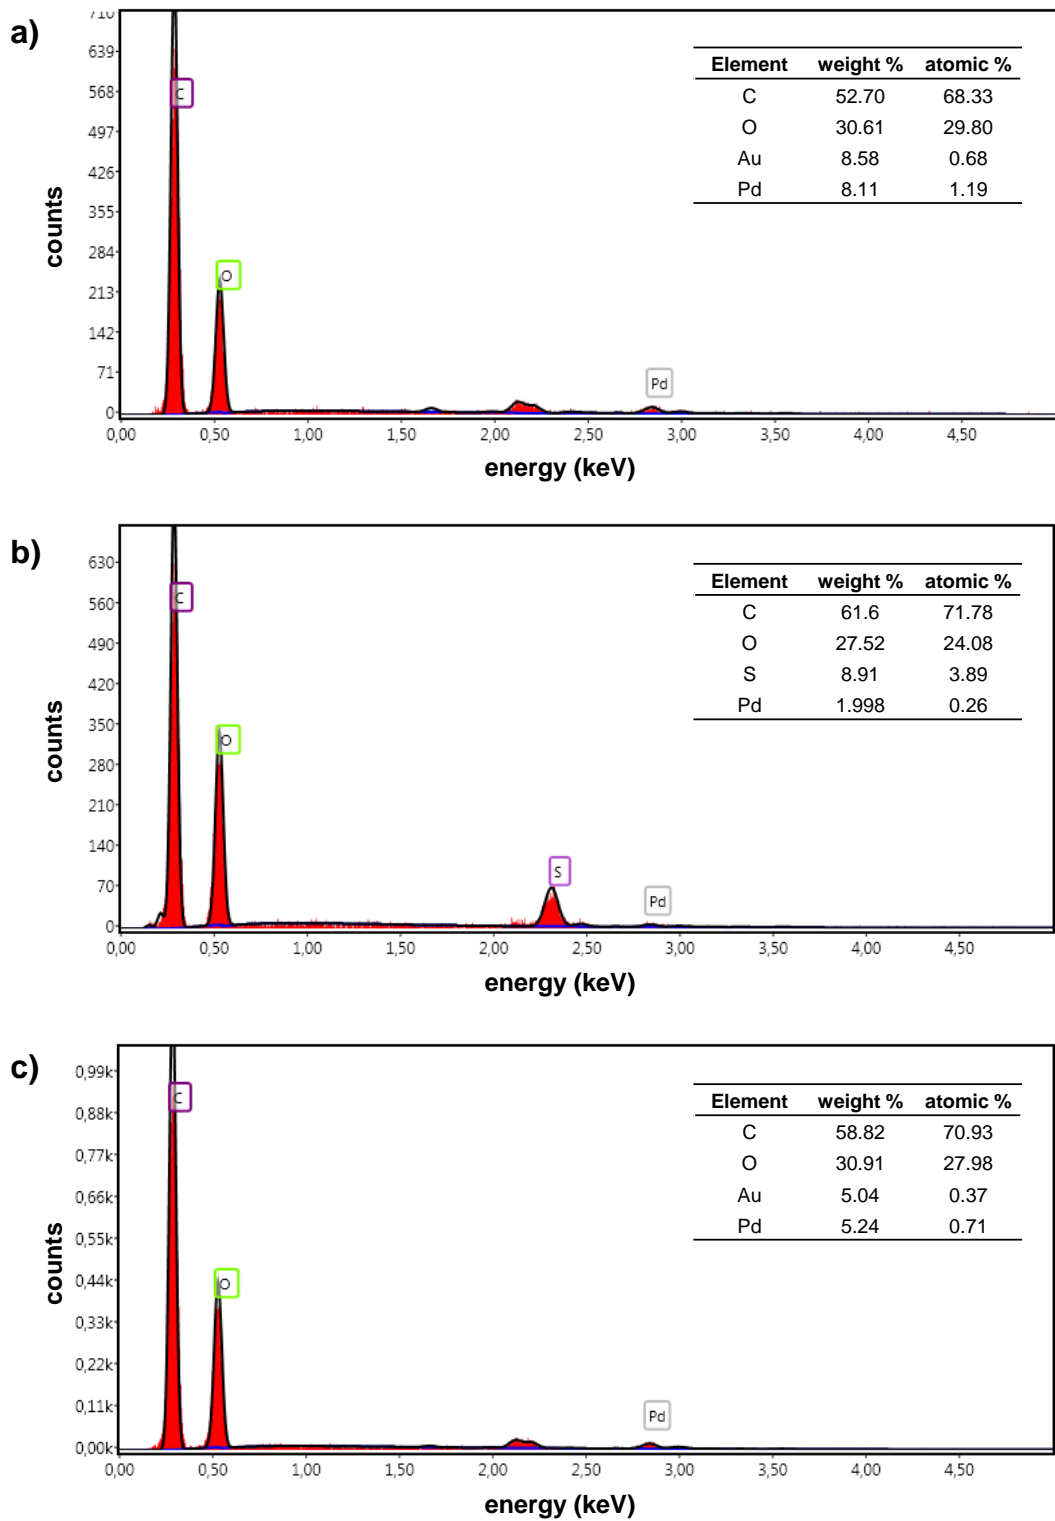 a)
710
639
568
497
426
355
284
213
142
71
0
counts
C
O
Pd
0,00 0,50 1,00 1,50 2,00 2,50 3,00 3,50 4,00 4,50
energy (keV)
Element weight % atomic %
C 52.70 68.33
O 30.61 29.80
Au 8.58 0.68
Pd 8.11 1.19
b)
630
560
490
420
350
280
210
140
70
0
counts
C
O
S
Pd
0,00 0,50 1,00 1,50 2,00 2,50 3,00 3,50 4,00 4,50
energy (keV)
Element weight % atomic %
C 61.6 71.78
O 27.52 24.08
S 8.91 3.89
Pd 1.998 0.26
c)
0,99k
0,88k
0,77k
0,66k
0,55k
0,44k
0,33k
0,22k
0,11k
0,00k
counts
C
O
Pd
0,00 0,50 1,00 1,50 2,00 2,50 3,00 3,50 4,00 4,50
energy (keV)
Element weight % atomic %
C 58.82 70.93
O 30.91 27.98
Au 5.04 0.37
Pd 5.24 0.71